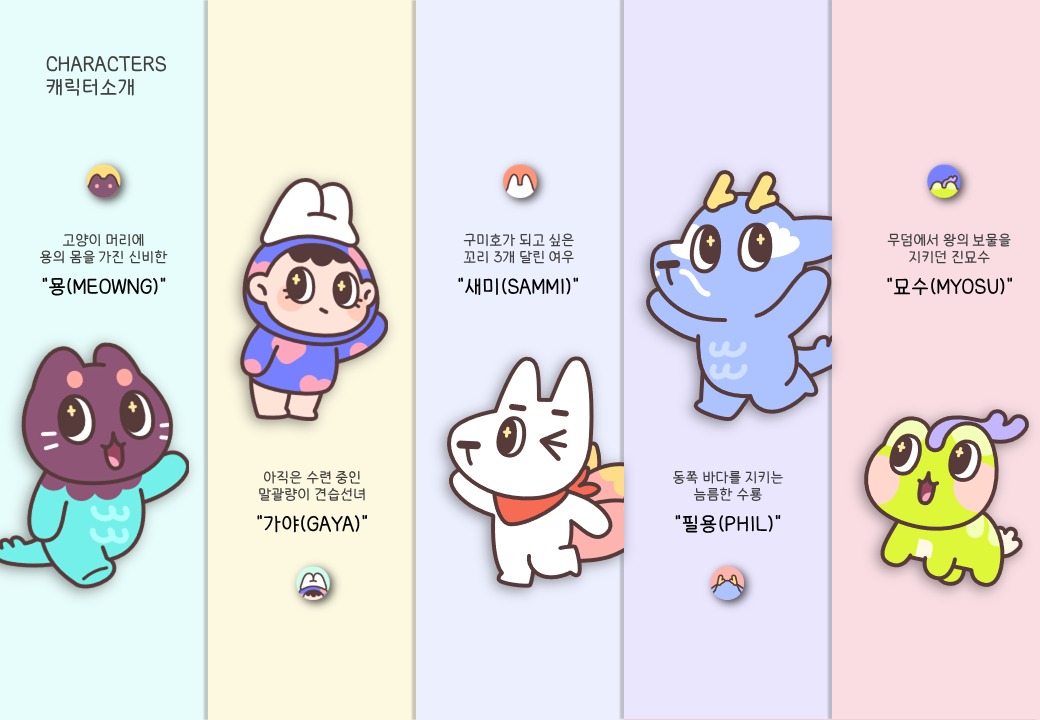 CHARACTERS
캐릭터소개
고양이 머리에
용의 몸을 가진 신비한
"묭(MEOWNG)"
아직은 수련 중인
말괄량이 견습선녀
"가야(GAYA)"
구미호가 되고 싶은
꼬리 3개 달린 여우
"새미(SAMMI)"
동쪽 바다를 지키는
늠름한 수룡
"필용(PHIL)"
무덤에서 왕의 보물을
지키던 진묘수
"묘수(MYOSU)"